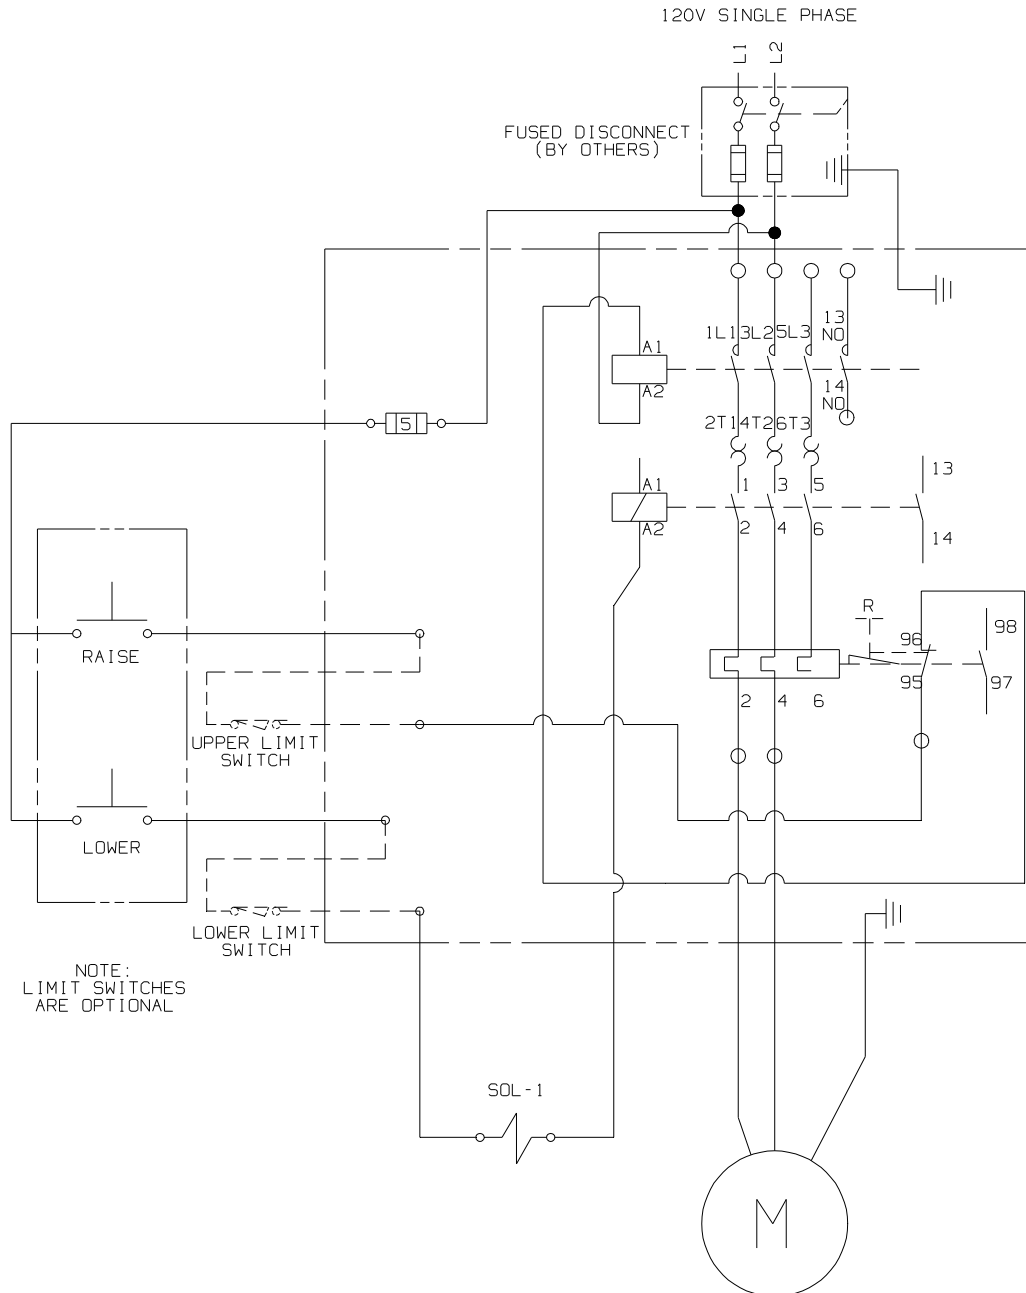 120V SINGLE PHASE
L1
L2
FUSED DISCONNECT
(BY OTHERS)
1L1 3L2 5L3
13
NO
A1
A2
14
NO
2T1 4T2 6T3
5
A1
A2
1
3
5
13
2
4
6
14
R
96
98
95
97
2
4
6
RAISE
UPPER LIMIT
SWITCH
LOWER
LOWER LIMIT
SWITCH
NOTE:
LIMIT SWITCHES
ARE OPTIONAL
SOL-1
M